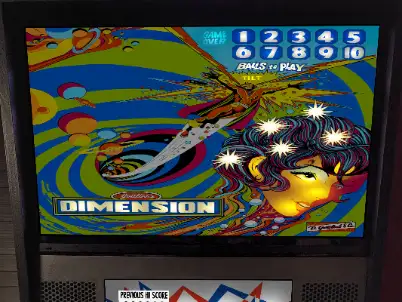 GAME 1 2 3 4 5
OVER 6 7 8 9 10
BALLS TO PLAY
TILT
Gottlieb's
DIMENSION
PREVIOUS HI SCORE